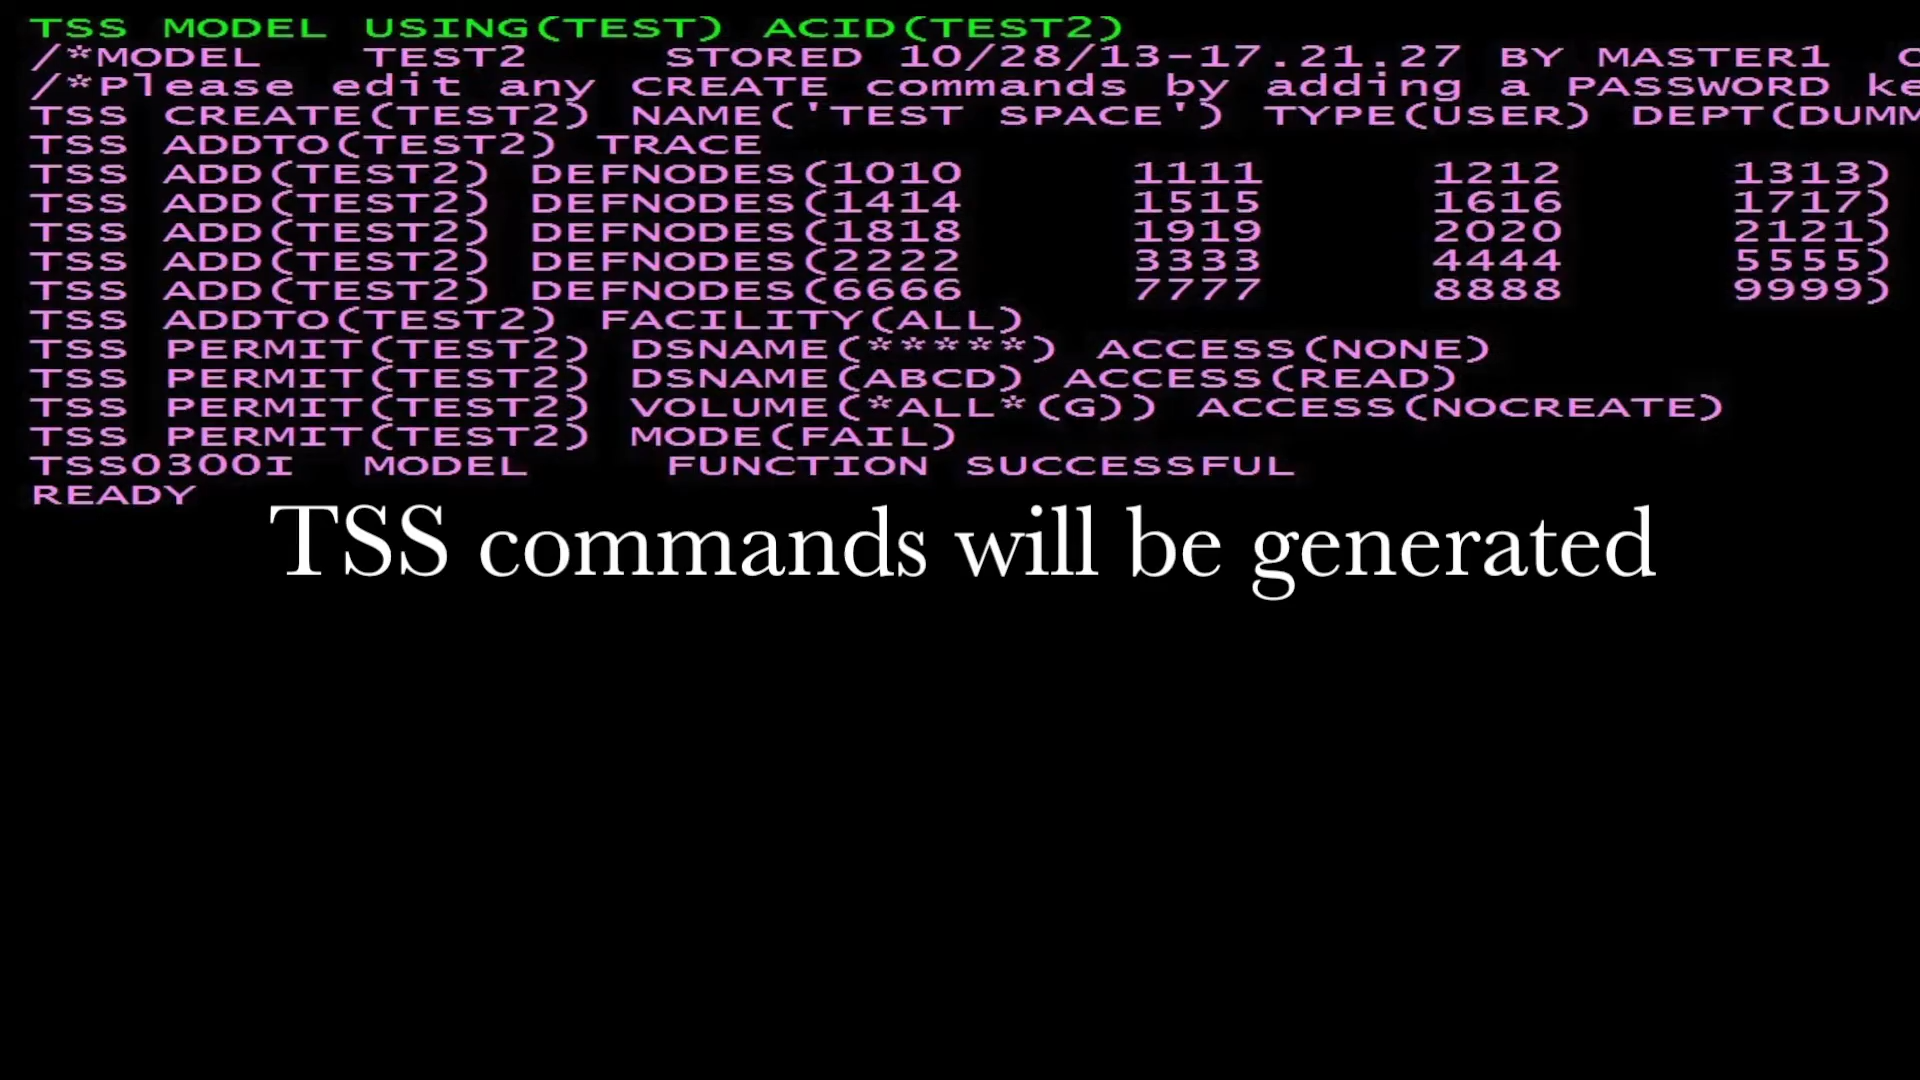 TSS MODEL USING(TEST) ACID(TEST2)
/*MODEL TEST2 STORED 10/28/13-17.21.27 BY MASTER1
/*Please edit any CREATE commands by adding a PASSWORD ke
TSS CREATE(TEST2) NAME('TEST SPACE') TYPE(USER) DEPT(DUMM
TSS ADDTO(TEST2) TRACE
TSS ADD(TEST2) DEFNODES(1010 1111 1212 1313)
TSS ADD(TEST2) DEFNODES(1414 1515 1616 1717)
TSS ADD(TEST2) DEFNODES(1818 1919 2020 2121)
TSS ADD(TEST2) DEFNODES(2222 3333 4444 5555)
TSS ADD(TEST2) DEFNODES(6666 7777 8888 9999)
TSS ADDTO(TEST2) FACILITY(ALL)
TSS PERMIT(TEST2) DSNAME(*****) ACCESS(NONE)
TSS PERMIT(TEST2) DSNAME(ABCD) ACCESS(READ)
TSS PERMIT(TEST2) VOLUME(*ALL*(G)) ACCESS(NOCREATE)
TSS PERMIT(TEST2) MODE(FAIL)
TSS0300I MODEL FUNCTION SUCCESSFUL
READY
TSS commands will be generated